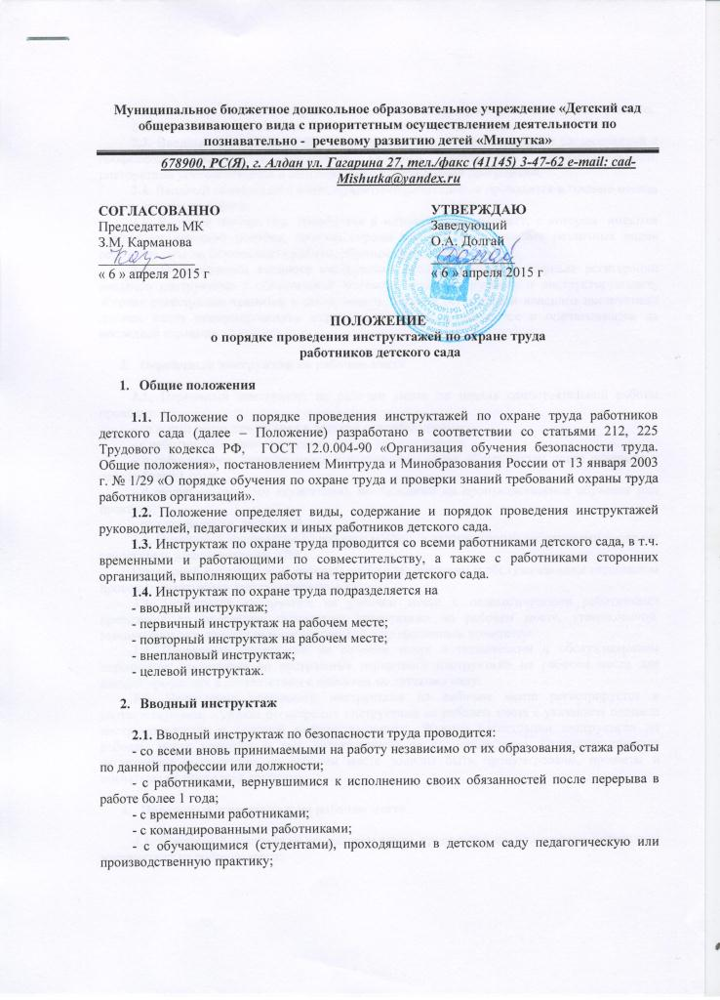 Муниципальное бюджетное дошкольное образовательное учреждение «Детский сад
общеразвивающего вида с приоритетным осуществлением деятельности по
познавательно - речевому развитию детей «Мишутка»
678900, РС(Я), г. Алдан ул. Гагарина 27, тел./факс (41145) 3-47-62 e-mail: cad-
Mishutka@yandex.ru
СОГЛАСОВАННО
Председатель МК
З.М. Карманова
« 6 » апреля 2015 г
УТВЕРЖДАЮ
Заведующий
О.А. Долгай
« 6 » апреля 2015 г
ПОЛОЖЕНИЕ
о порядке проведения инструктажей по охране труда
работников детского сада
1. Общие положения
1.1. Положение о порядке проведения инструктажей по охране труда работников
детского сада (далее – Положение) разработано в соответствии со статьями 212, 225
Трудового кодекса РФ, ГОСТ 12.0.004-90 «Организация обучения безопасности труда.
Общие положения», постановлением Минтруда и Минобразования России от 13 января 2003
г. № 1/29 «О порядке обучения по охране труда и проверки знаний требований охраны труда
работников организаций».
1.2. Положение определяет виды, содержание и порядок проведения инструктажей
руководителей, педагогических и иных работников детского сада.
1.3. Инструктаж по охране труда проводится со всеми работниками детского сада, в т.ч.
временными и работающими по совместительству, а также с работниками сторонних
организаций, выполняющих работы на территории детского сада.
1.4. Инструктаж по охране труда подразделяется на
- вводный инструктаж;
- первичный инструктаж на рабочем месте;
- повторный инструктаж на рабочем месте;
- внеплановый инструктаж;
- целевой инструктаж.
2. Вводный инструктаж
2.1. Вводный инструктаж по безопасности труда проводится:
- со всеми вновь принимаемыми на работу независимо от их образования, стажа работы
по данной профессии или должности;
- с работниками, вернувшимися к исполнению своих обязанностей после перерыва в
работе более 1 года;
- с временными работниками;
- с командированными работниками;
- с обучающимися (студентами), проходящими в детском саду педагогическую или
производственную практику;